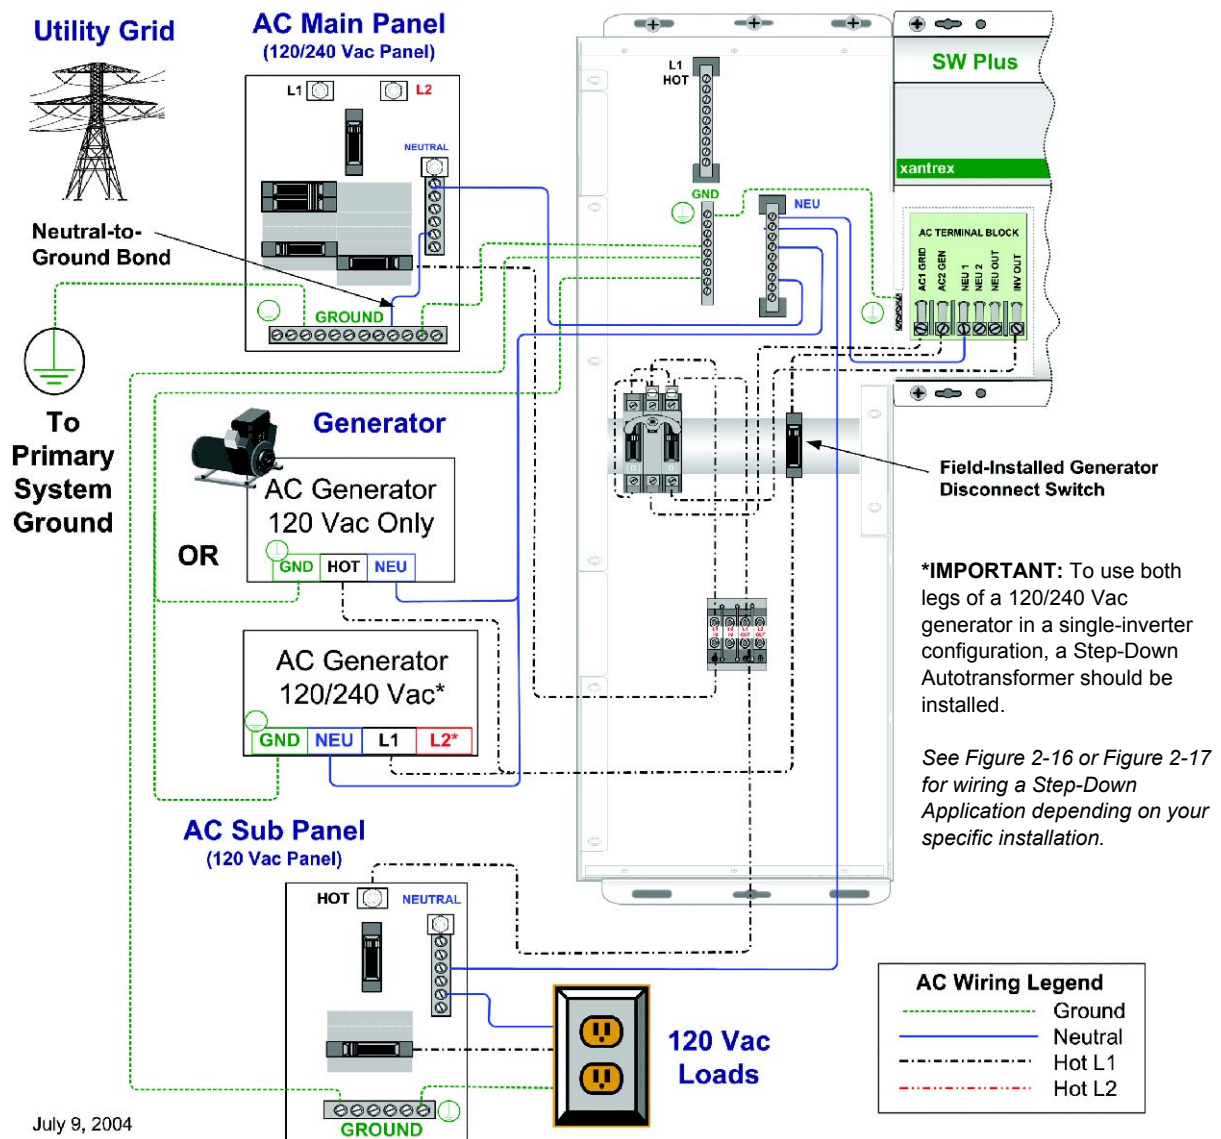 Utility Grid
AC Main Panel
(120/240 Vac Panel)
L1
L2
NEUTRAL
Neutral-to-
Ground Bond
GROUND
To
Primary
System
Ground
L1
HOT
GND
NEU
SW Plus
xantrex
AC TERMINAL BLOCK
AC1 GRID
AC2 GEN
NEU 1
NEU 2
NEU OUT
INV OUT
Generator
AC Generator
120 Vac Only
GND HOT NEU
OR
AC Generator
120/240 Vac*
GND NEU L1 L2*
Field-Installed Generator
Disconnect Switch
*IMPORTANT: To use both
legs of a 120/240 Vac
generator in a single-inverter
configuration, a Step-Down
Autotransformer should be
installed.
See Figure 2-16 or Figure 2-17
for wiring a Step-Down
Application depending on your
specific installation.
AC Sub Panel
(120 Vac Panel)
HOT
NEUTRAL
GROUND
120 Vac
Loads
AC Wiring Legend
Ground
Neutral
Hot L1
Hot L2
July 9, 2004